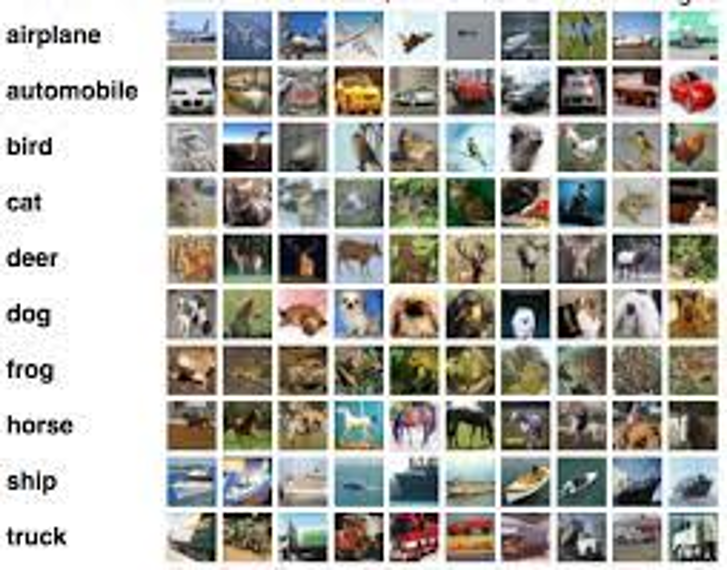 airplane
automobile
bird
cat
deer
dog
frog
horse
ship
truck